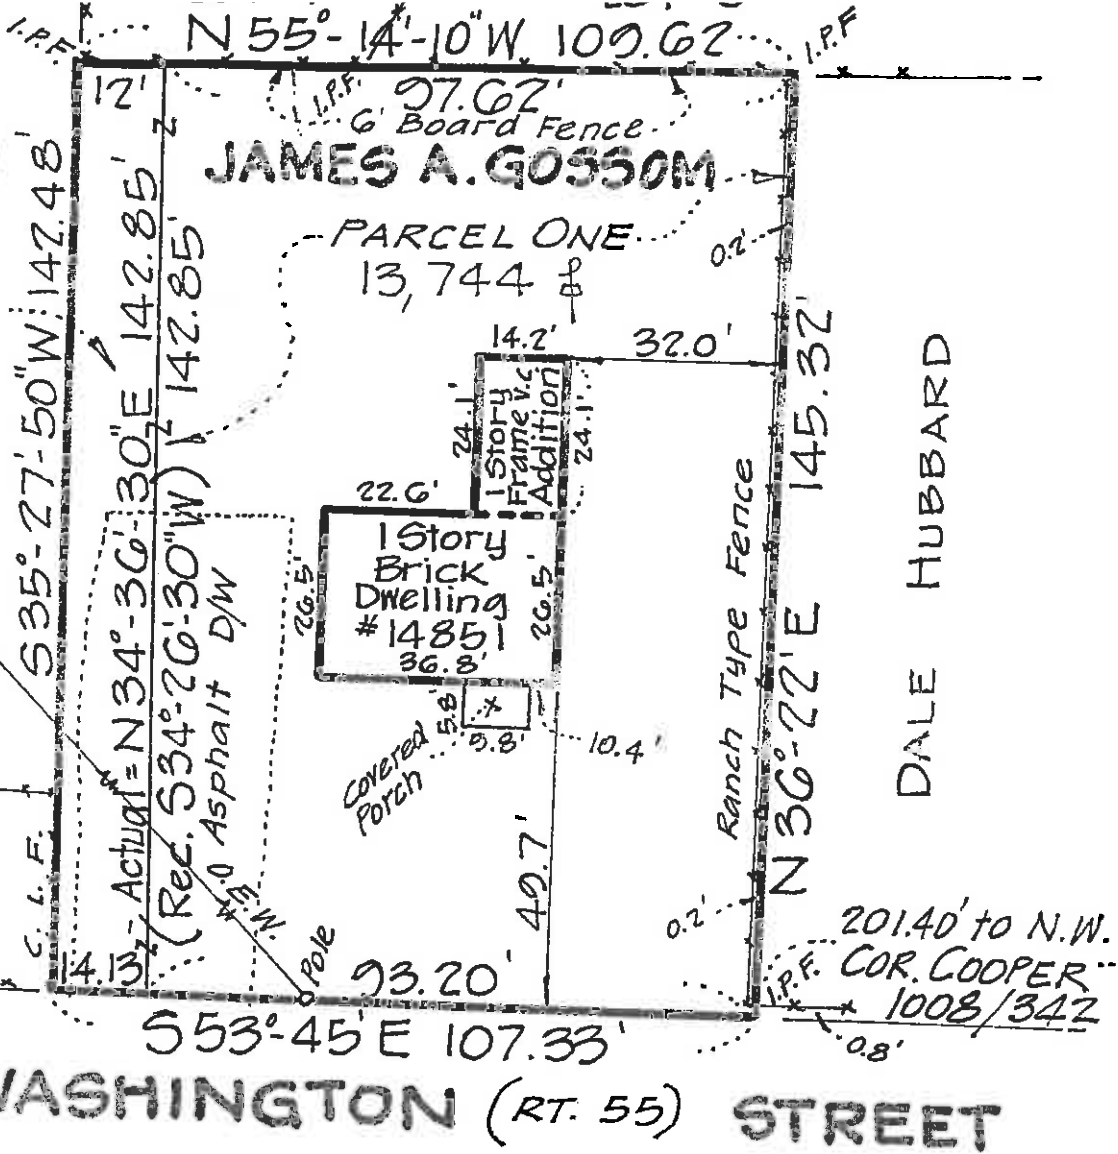 I.P.F.
N 55°-14'-10"W 109.62
I.P.F
12'
I.P.F.
97.62'
6' Board Fence
JAMES A. GOSSOM
PARCEL ONE
13,744
0.2'
S35°-27'-50"W 142.48'
Actual = N34°-36'-30"E 142.85'
(Rec. S34°-26'-30"W) 142.85'
14.2'
32.0'
24.1'
1 Story
Frame V.C
Addition
24.1'
22.6'
1 Story
Brick
Dwelling
#14851
36.8'
26.5'
26.5'
5.8'
5.8'
10.4'
Covered
Porch
49.7'
Asphalt D/W
Ranch Type Fence
N 36°-22'E 145.32'
DALE HUBBARD
C. L. F.
O.E.W.
Pole
0.2'
14.13'
93.20'
I.P.F.
201.40' to N.W.
COR. COOPER
1008/342
0.8'
S53°-45'E 107.33'
WASHINGTON (RT. 55) STREET